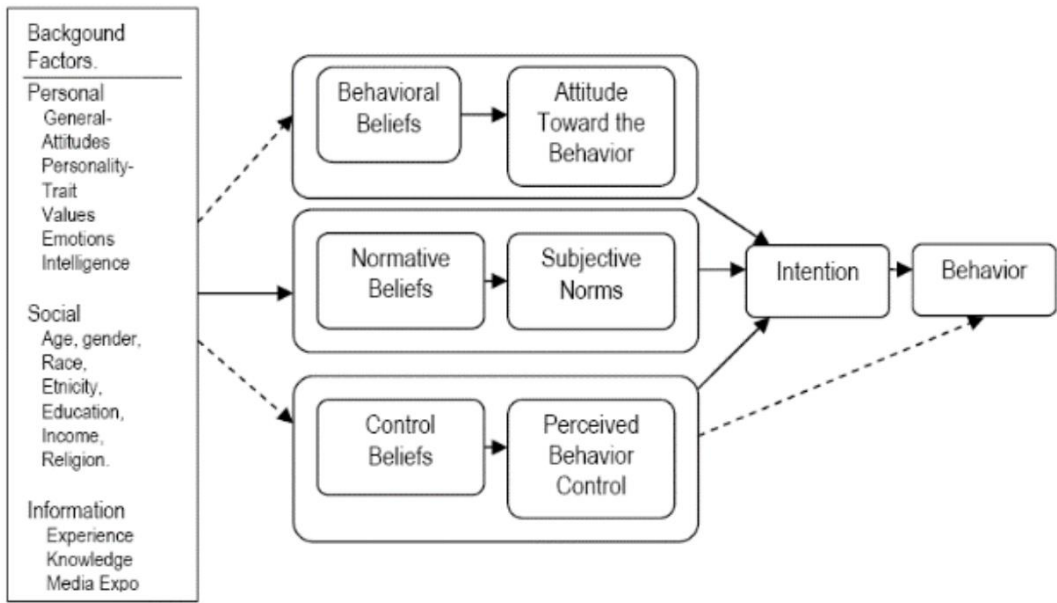 Backgound
Factors.
Personal
General-
Attitudes
Personality-
Trait
Values
Emotions
Intelligence
Social
Age, gender,
Race,
Etnicity,
Education,
Income,
Religion.
Information
Experience
Knowledge
Media Expo
Behavioral
Beliefs
Attitude
Toward the
Behavior
Normative
Beliefs
Subjective
Norms
Control
Beliefs
Perceived
Behavior
Control
Intention
Behavior